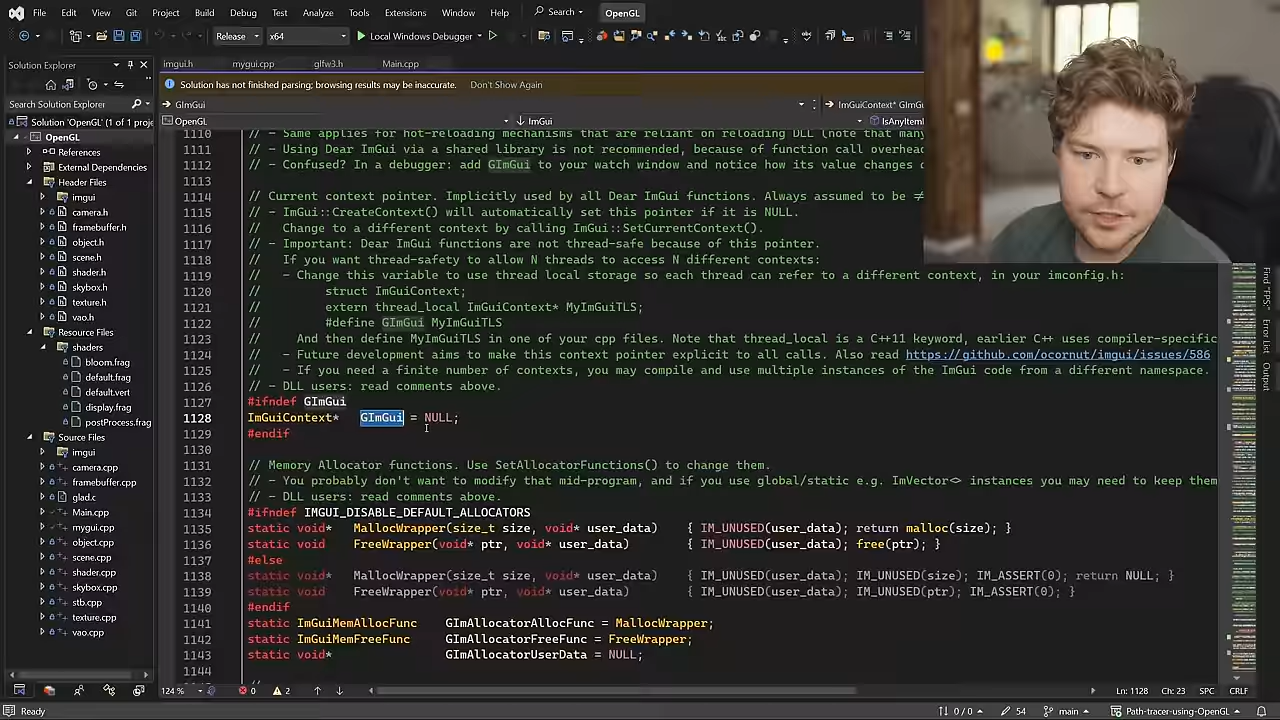 File Edit View Git Project Build Debug Test Analyze Tools Extensions Window Help Search OpenGL
Release x64 Local Windows Debugger
Solution Explorer
imgui.h mygui.cpp glfw3.h Main.cpp
Solution has not finished parsing; browsing results may be inaccurate. Don't Show Again
Search Solution Explorer
GImGui
OpenGL ImGui
Solution 'OpenGL' (1 of 1 proj
OpenGL
References
External Dependencies
Header Files
imgui
camera.h
framebuffer.h
object.h
scene.h
shader.h
skybox.h
texture.h
vao.h
Resource Files
shaders
bloom.frag
default.frag
default.vert
display.frag
Source Files
imgui
camera.cpp
framebuffer.cpp
glad.c
Main.cpp
mygui.cpp
object.cpp
scene.cpp
shader.cpp
stb.cpp
1110 // - Same applies for hot-reloading mechanisms that are reliant on reloading DLL (note that many
1111 // - Using Dear ImGui via a shared library is not recommended, because of function call overhead
1112 // - Confused? In a debugger: add GImGui to your watch window and notice how its value changes
1113
1114 // Current context pointer. Implicitly used by all Dear ImGui functions. Always assumed to be ≠
1115 // - ImGui::CreateContext() will automatically set this pointer if it is NULL.
1116 // Change to a different context by calling ImGui::SetCurrentContext().
1117 // - Important: Dear ImGui functions are not thread-safe because of this pointer.
1118 // If you want thread-safety to allow N threads to access N different contexts:
1119 // - Change this variable to use thread local storage so each thread can refer to a different context, in your imconfig.h:
1120 // struct ImGuiContext;
1121 // extern thread_local ImGuiContext* MyImGuiTLS;
1122 // #define GImGui MyImGuiTLS
1123 // And then define MyImGuiTLS in one of your cpp files. Note that thread_local is a C++11 keyword, earlier C++ uses compiler-specific
1124 // - Future development aims to make this context pointer explicit to all calls. Also read https://github.com/ocornut/imgui/issues/586
1125 // If you need a finite number of contexts, you may compile and use multiple instances of the ImGui code from a different namespace.
1126 // - DLL users: read comments above.
1127 #ifndef GImGui
1128 ImGuiContext* GImGui = NULL;
1129 #endif
1130
1131 // Memory Allocator functions. Use SetAllocatorFunctions() to change them.
1132 // - You probably don't want to modify that mid-program, and if you use global/static e.g. ImVector<> instances you may need to keep them
1133 // - DLL users: read comments above.
1134 #ifndef IMGUI_DISABLE_DEFAULT_ALLOCATORS
1135 static void* MallocWrapper(size_t size, void* user_data) { IM_UNUSED(user_data); return malloc(size); }
1136 static void FreeWrapper(void* ptr, void* user_data) { IM_UNUSED(user_data); free(ptr); }
1137 #else
1138 static void* MallocWrapper(size_t size, void* user_data) { IM_UNUSED(user_data); IM_UNUSED(size); IM_ASSERT(0); return NULL; }
1139 static void FreeWrapper(void* ptr, void* user_data) { IM_UNUSED(user_data); IM_UNUSED(ptr); IM_ASSERT(0); }
1140 #endif
1141 static ImGuiMemAllocFunc GImAllocatorAllocFunc = MallocWrapper;
1142 static ImGuiMemFreeFunc GImAllocatorFreeFunc = FreeWrapper;
1143 static void* GImAllocatorUserData = NULL;
1144
Error List
Output
124 % 0 2 Ln: 1128 Ch: 23 SPC CRLF
Ready 0 / 0 54 main Path-tracer-using-OpenGL